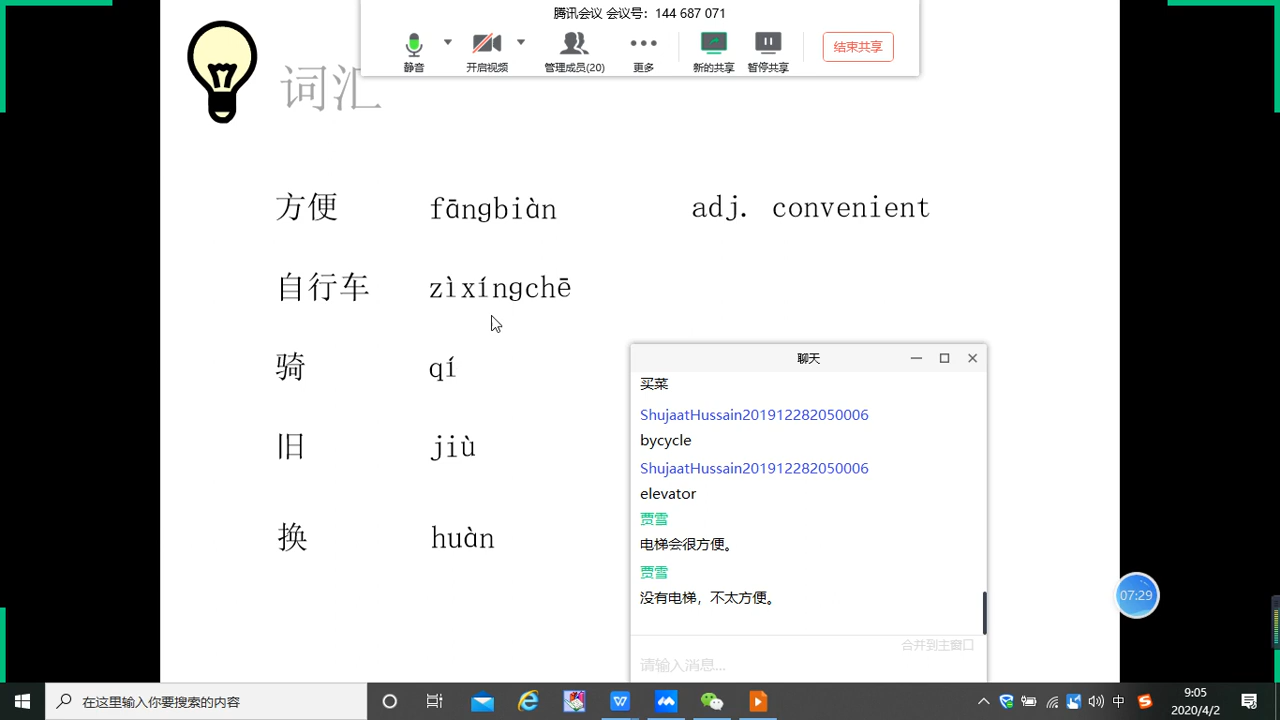 腾讯会议 会议号：144 687 071
静音 开启视频 管理成员(20) 更多 新的共享 暂停共享 结束共享
词汇
方便 fāngbiàn adj. convenient
自行车 zìxíngchē
骑 qí
旧 jiù
换 huàn
聊天
买菜
ShujaatHussain201912282050006
bycycle
ShujaatHussain201912282050006
elevator
贾雪
电梯会很方便。
贾雪
没有电梯，不太方便。
合并到主窗口
请输入消息...
07:29
在这里输入你要搜索的内容
中
9:05
2020/4/2